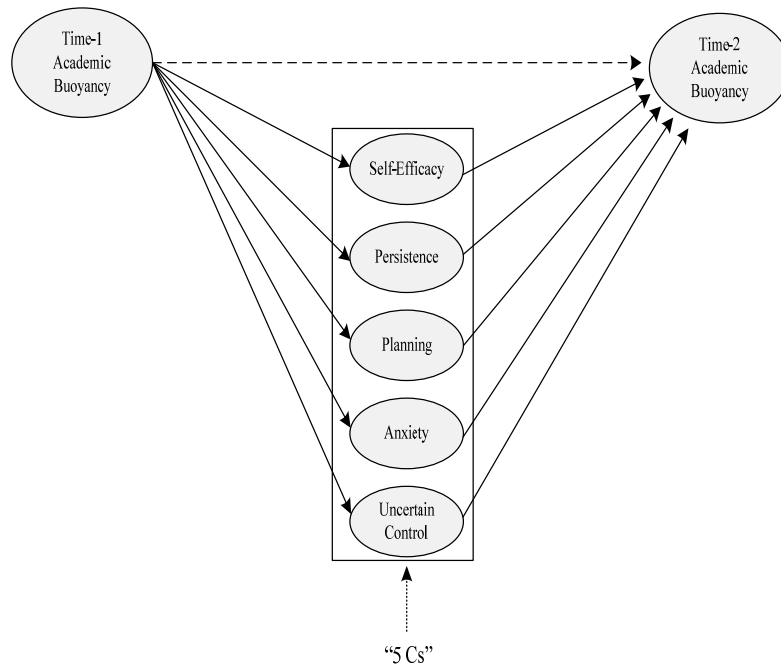 Time-1
Academic
Buoyancy
Time-2
Academic
Buoyancy
Self-Efficacy
Persistence
Planning
Anxiety
Uncertain
Control
“5 Cs”